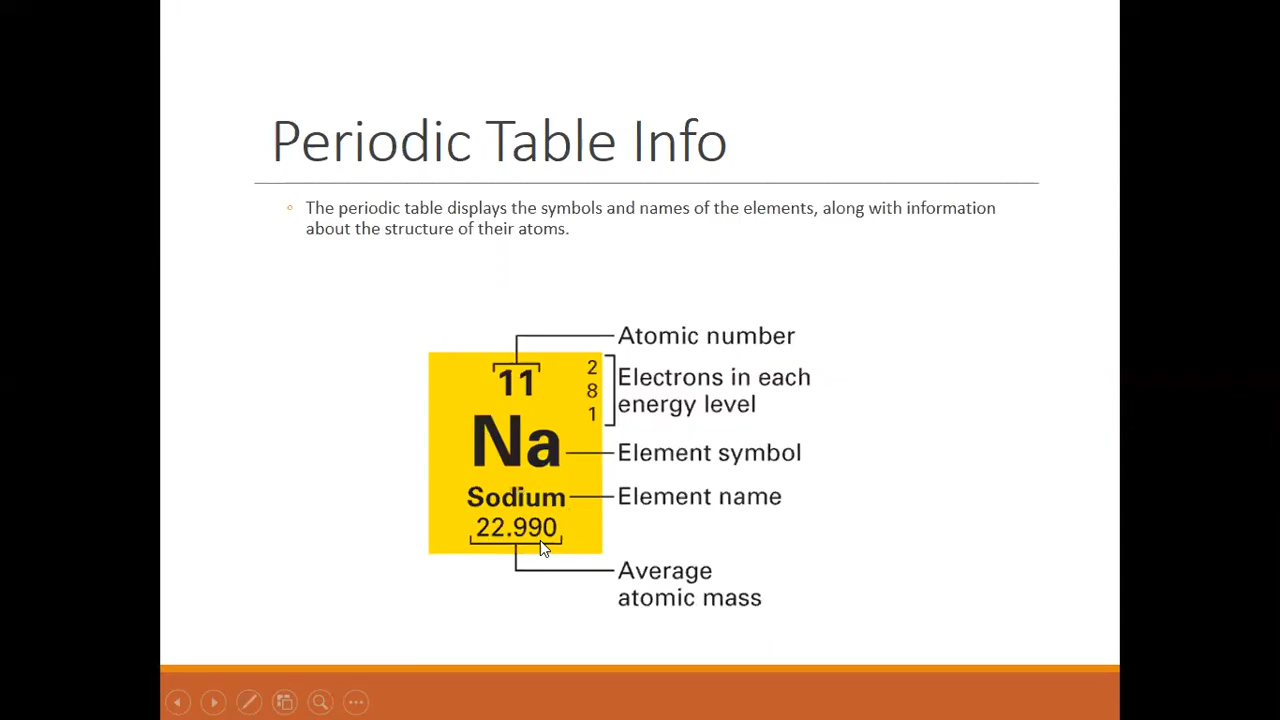 Periodic Table Info
The periodic table displays the symbols and names of the elements, along with information
about the structure of their atoms.
Atomic number
11
2
8
1
Electrons in each
energy level
Na
Element symbol
Sodium
Element name
22.990
Average
atomic mass